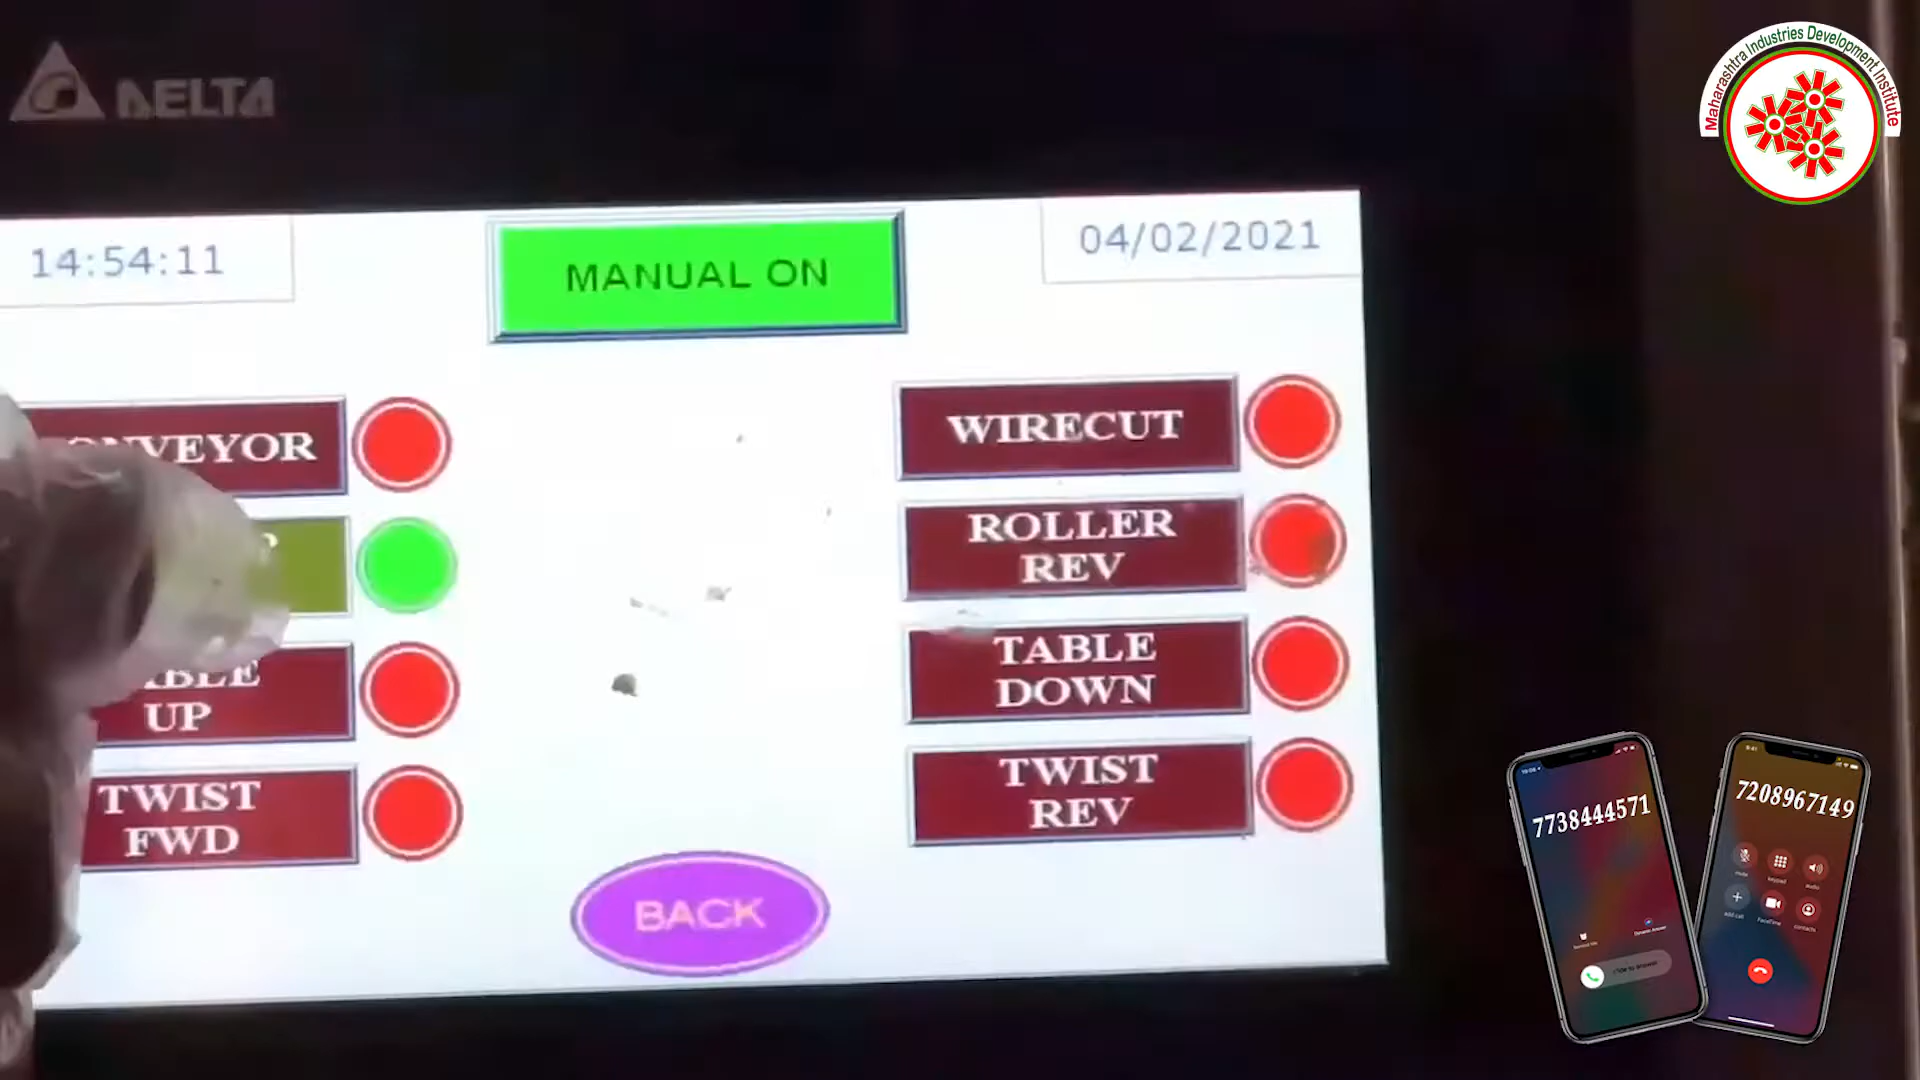 Maharashtra Industries Development Institute
DELTA
14:54:11
MANUAL ON
04/02/2021
WIRECUT
ROLLER
REV
UP
TABLE
DOWN
TWIST
FWD
TWIST
REV
BACK
7738444571
7208967149